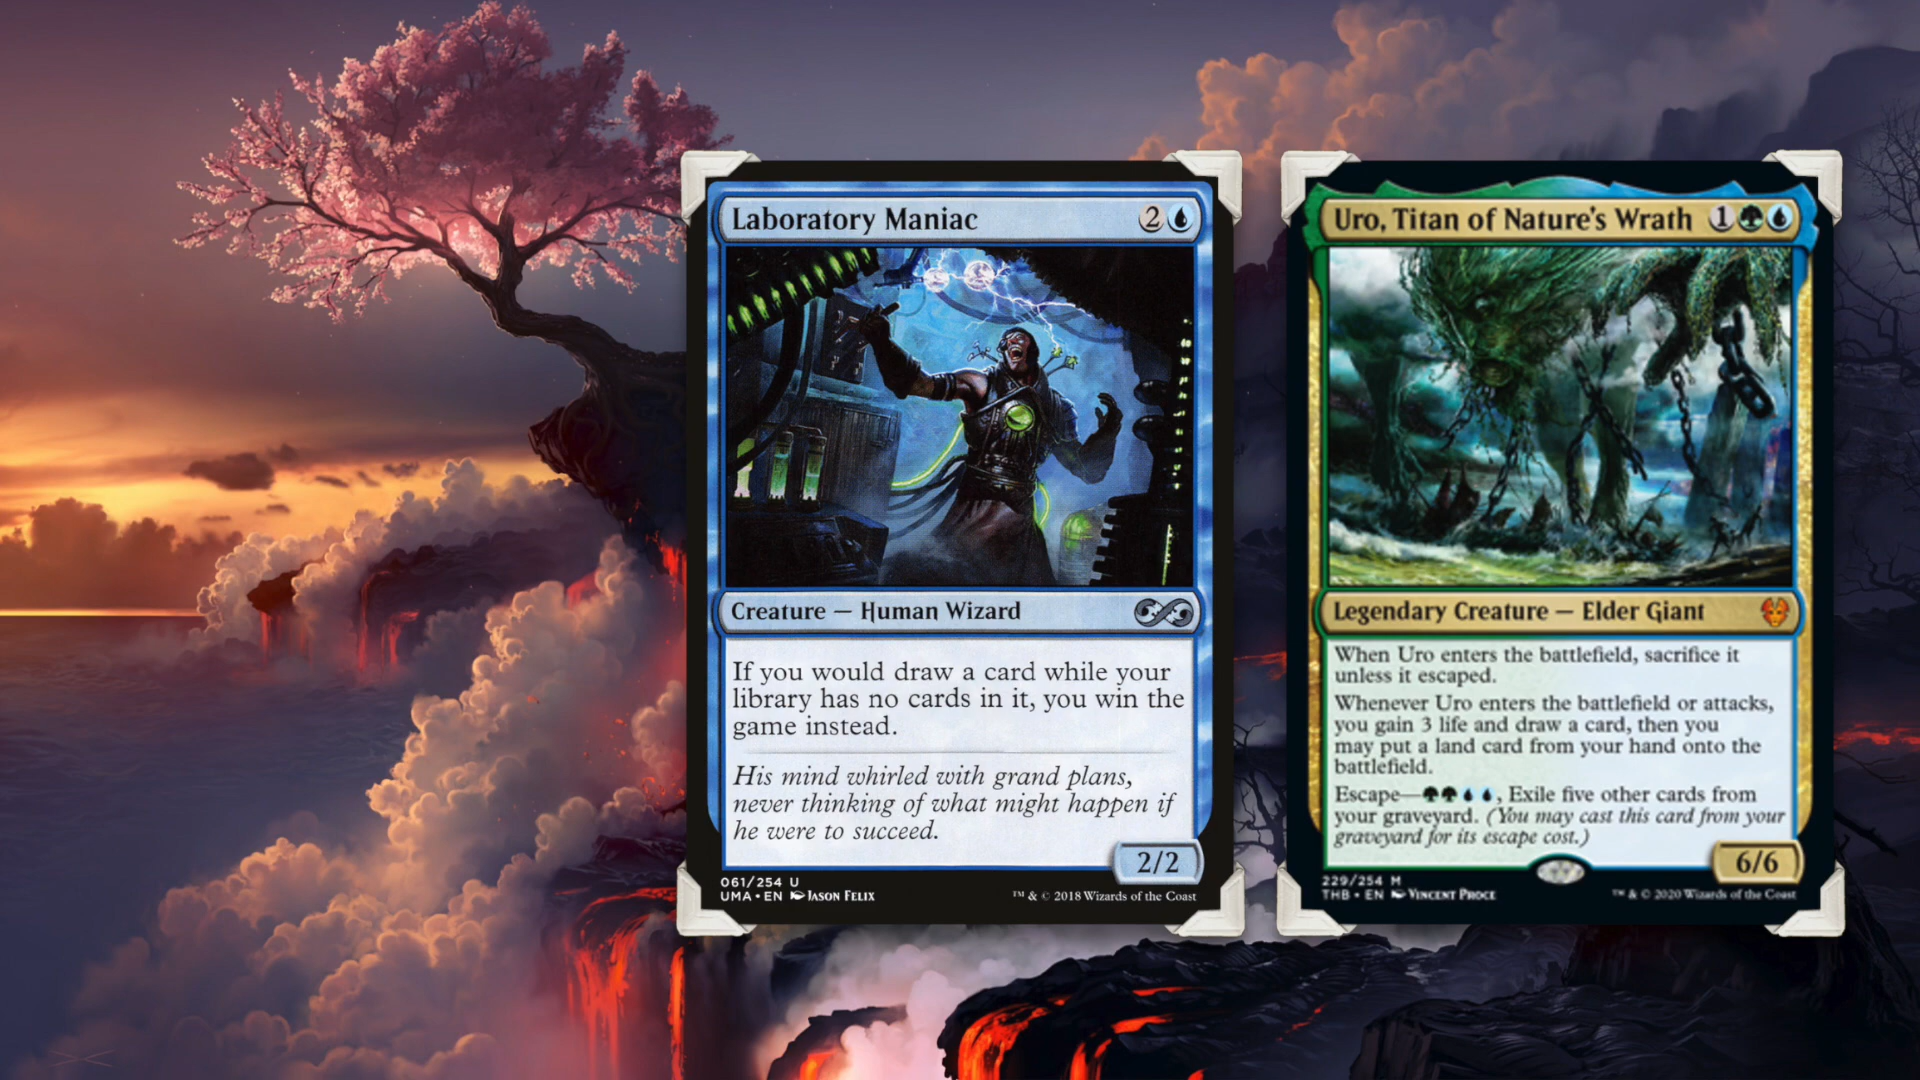 Laboratory Maniac 2
Creature — Human Wizard
If you would draw a card while your
library has no cards in it, you win the
game instead.
His mind whirled with grand plans,
never thinking of what might happen if
he were to succeed.
2/2
061/254 U
UMA • EN JASON FELIX
™ & © 2018 Wizards of the Coast
Uro, Titan of Nature's Wrath 1
Legendary Creature — Elder Giant
When Uro enters the battlefield, sacrifice it
unless it escaped.
Whenever Uro enters the battlefield or attacks,
you gain 3 life and draw a card, then you
may put a land card from your hand onto the
battlefield.
Escape—, Exile five other cards from
your graveyard. (You may cast this card from your
graveyard for its escape cost.)
6/6
229/254 M
THB • EN VINCENT PROCE
™ & © 2020 Wizards of the Coast